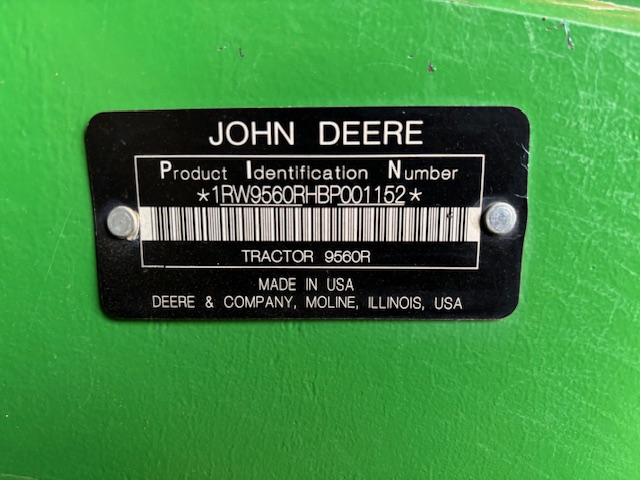 JOHN DEERE
Product Identification Number
*1RW9560RHBP001152*
TRACTOR 9560R
MADE IN USA
DEERE & COMPANY, MOLINE, ILLINOIS, USA